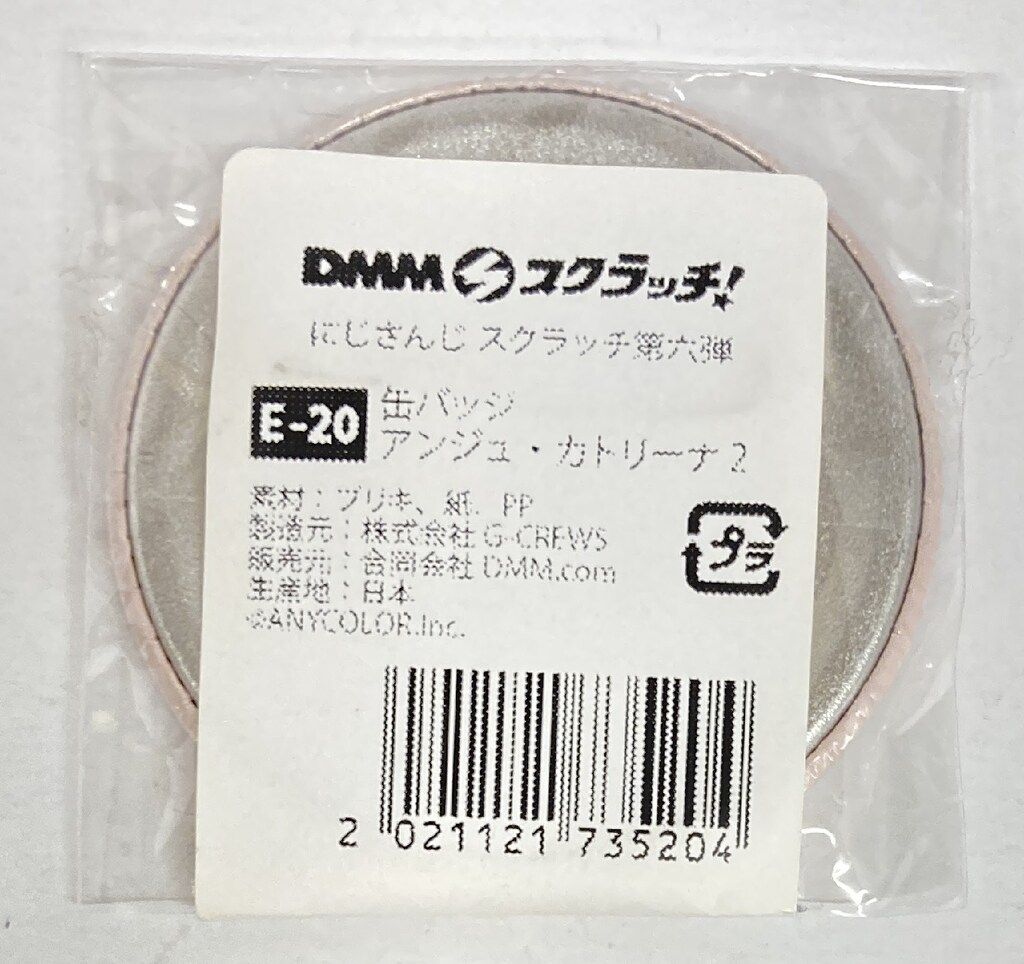 DMM スクラッチ!
にじさんじ スクラッチ第六弾
E-20
缶バッジ
アンジュ・カトリーナ 2
素材：ブリキ、紙、PP
製造元：株式会社 G-CREWS
販売元：合同会社 DMM.com
生産地：日本
©ANYCOLOR.Inc.
プラ
2 021121 735204